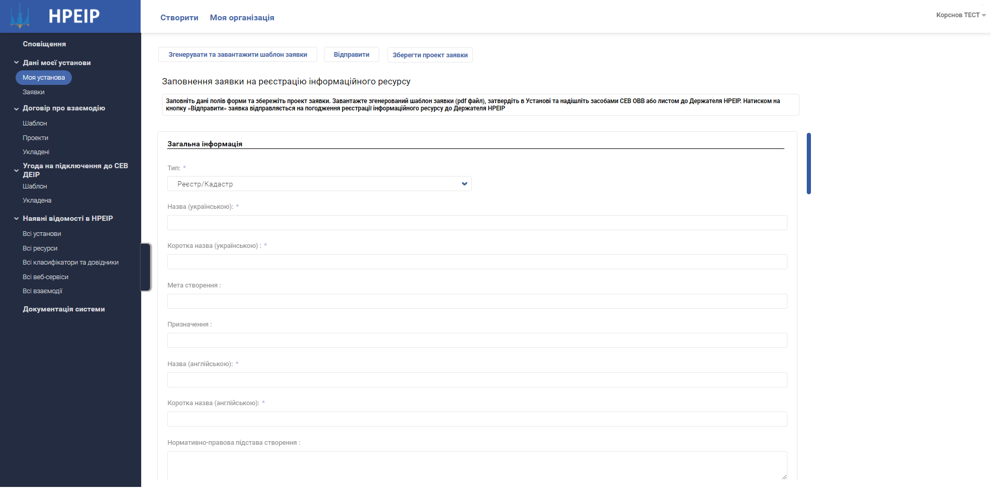 НРЕІР
Створити
Моя організація
Корснов ТЕСТ
Сповіщення
Дані моєї установи
Моя установа
Заявки
Договір про взаємодію
Шаблон
Проекти
Укладені
Угода на підключення до СЕВ
ДЕІР
Шаблон
Укладена
Наявні відомості в НРЕІР
Всі установи
Всі ресурси
Всі класифікатори та довідники
Всі веб-сервіси
Всі взаємодії
Документація системи
Згенерувати та завантажити шаблон заявки
Відправити
Зберегти проект заявки
Заповнення заявки на реєстрацію інформаційного ресурсу
Заповніть дані полів форми та збережіть проект заявки. Завантажте згенерований шаблон заявки (pdf файл), затвердіть в Установі та надішліть засобами СЕВ ОВВ або листом до Держателя НРЕІР. Натиском на
кнопку «Відправити» заявка відправляється на погодження реєстрації інформаційного ресурсу до Держателя НРЕІР
Загальна інформація
Тип: *
Реєстр/Кадастр
Назва (українською): *
Коротка назва (українською) : *
Мета створення :
Призначення :
Назва (англійською): *
Коротка назва (англійською): *
Нормативно-правова підстава створення :